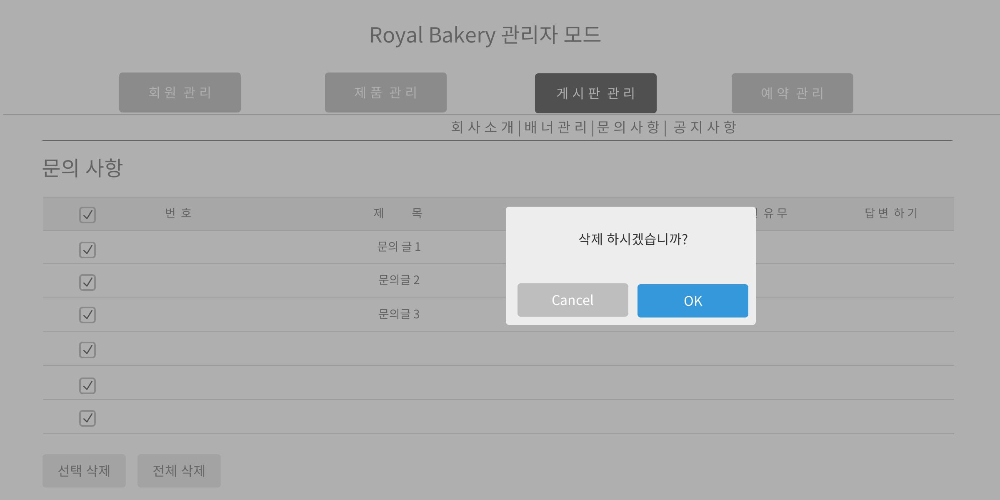 Royal Bakery 관리자 모드
회 원 관 리 제 품 관 리 게 시 판 관 리 예 약 관 리
회 사 소 개 | 배 너 관 리 | 문 의 사 항 | 공 지 사 항
문의 사항
번 호 제 목 유 무 답 변 하 기
문의 글 1
문의글 2
문의글 3
삭제 하시겠습니까?
Cancel OK
선택 삭제 전체 삭제